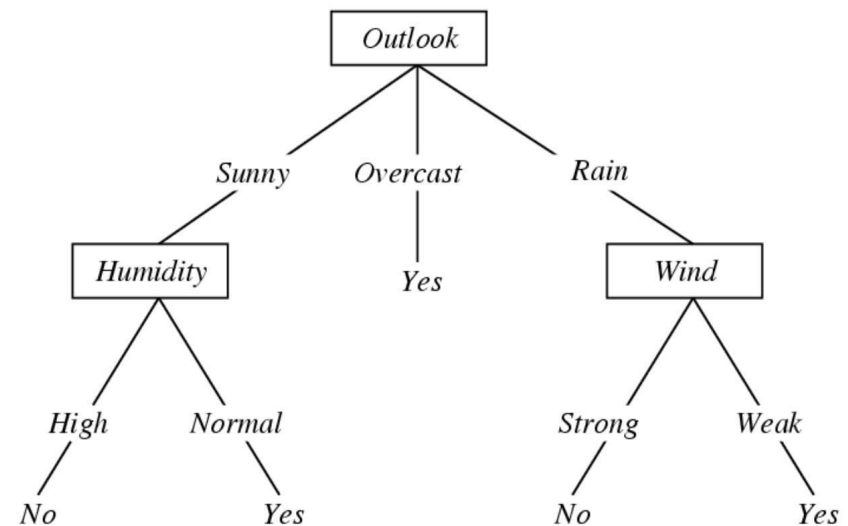 Outlook
Sunny Overcast Rain
Humidity Yes Wind
High Normal Strong Weak
No Yes No Yes